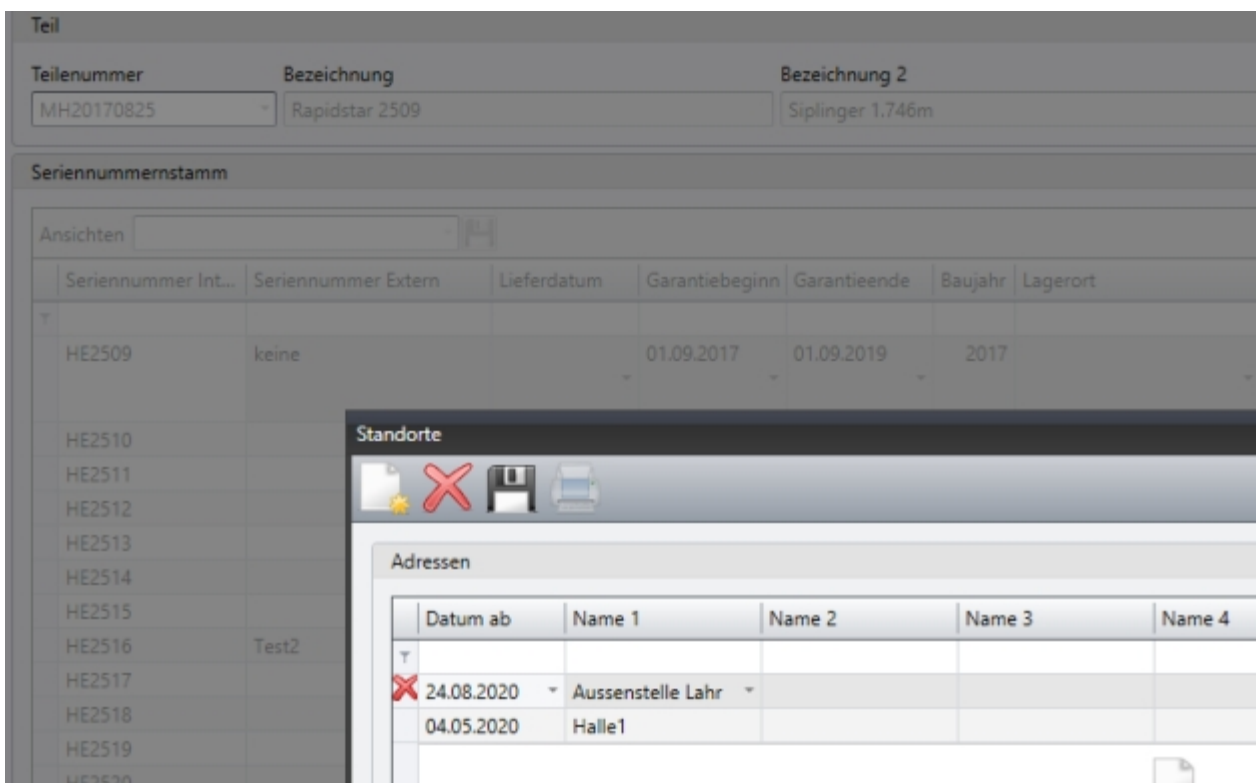 Teil
Teilenummer Bezeichnung Bezeichnung 2
MH20170825 Rapidstar 2509 Siplinger 1.746m
Seriennummernstamm
Ansichten
Seriennummer Int... Seriennummer Extern Lieferdatum Garantiebeginn Garantieende Baujahr Lagerort
HE2509 keine 01.09.2017 01.09.2019 2017
HE2510
HE2511
HE2512
HE2513
HE2514
HE2515
HE2516 Test2
HE2517
HE2518
HE2519
HE2520
Standorte
Adressen
Datum ab Name 1 Name 2 Name 3 Name 4
24.08.2020 Aussenstelle Lahr
04.05.2020 Halle1